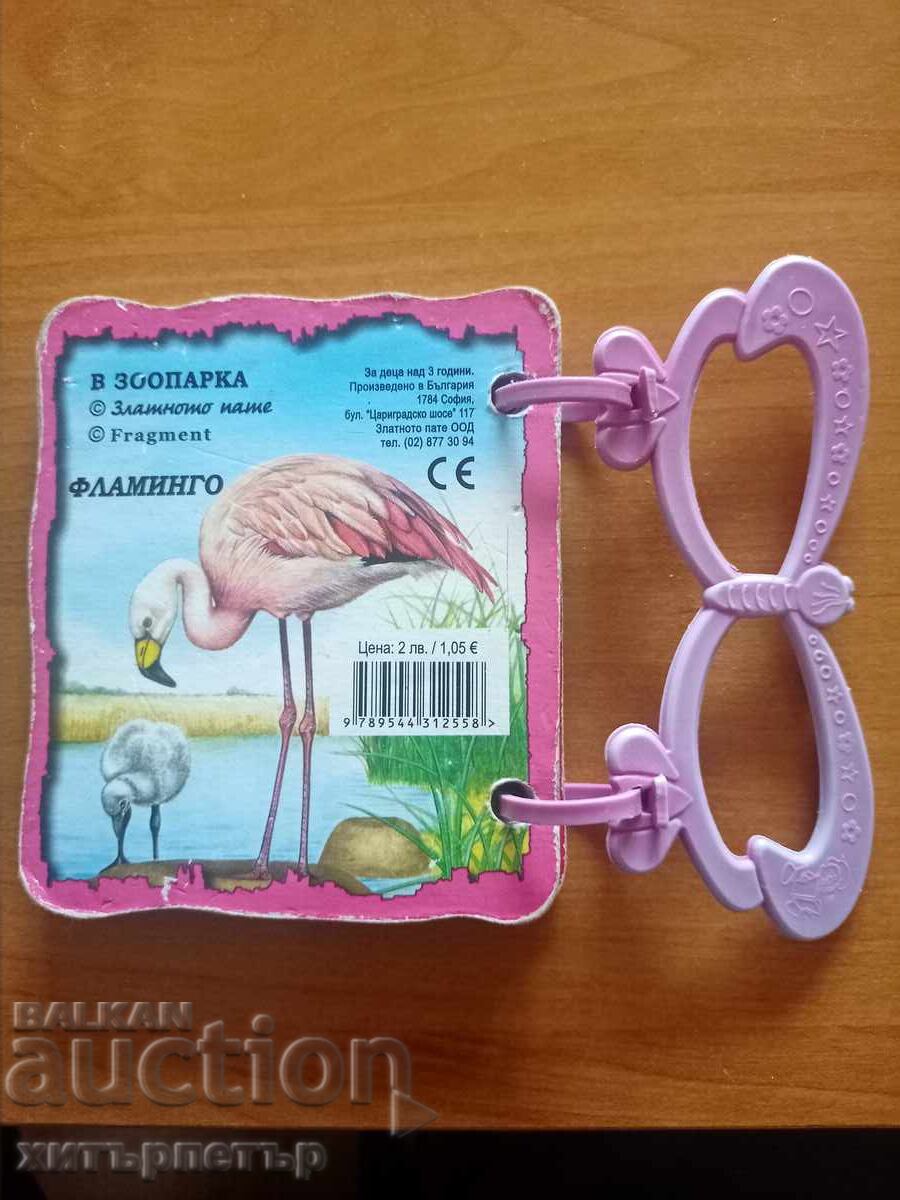 В ЗООПАРКА
© Златното пате
© Fragment
ФЛАМИНГО
За деца над 3 години.
Произведено в България
1784 София,
бул. "Цариградско шосе" 117
Златното пате ООД
тел. (02) 877 30 94
CE
Цена: 2 лв. / 1,05 €
9 789544 312558 >
BALKAN
auction
хитърпетър